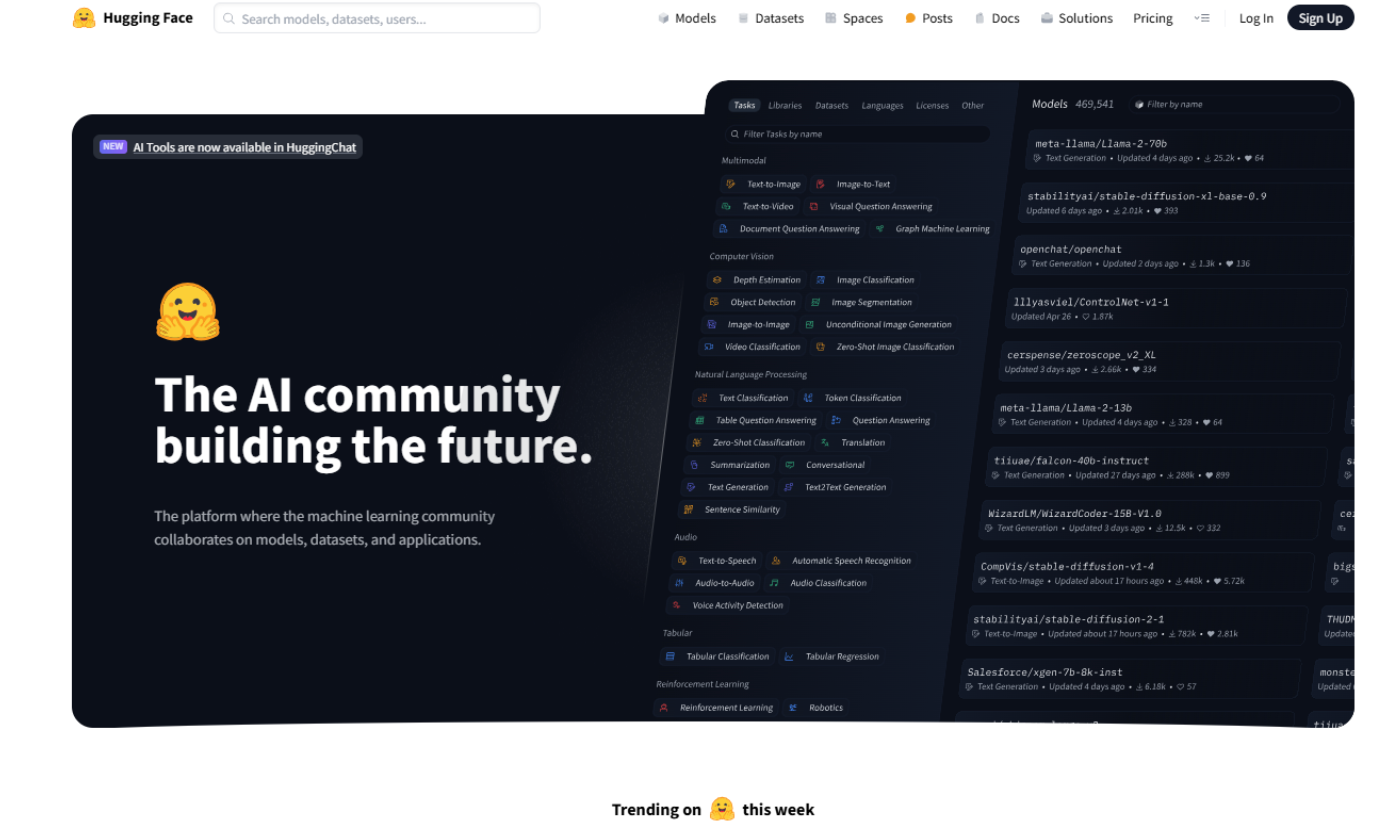 Hugging Face
Search models, datasets, users...
Models
Datasets
Spaces
Posts
Docs
Solutions
Pricing
Log In
Sign Up
NEW AI Tools are now available in HuggingChat
The AI community
building the future.
The platform where the machine learning community
collaborates on models, datasets, and applications.
Tasks Libraries Datasets Languages Licenses Other
Filter Tasks by name
Multimodal
Text-to-Image Image-to-Text
Text-to-Video Visual Question Answering
Document Question Answering Graph Machine Learning
Computer Vision
Depth Estimation Image Classification
Object Detection Image Segmentation
Image-to-Image Unconditional Image Generation
Video Classification Zero-Shot Image Classification
Natural Language Processing
Text Classification Token Classification
Table Question Answering Question Answering
Zero-Shot Classification Translation
Summarization Conversational
Text Generation Text2Text Generation
Sentence Similarity
Audio
Text-to-Speech Automatic Speech Recognition
Audio-to-Audio Audio Classification
Voice Activity Detection
Tabular
Tabular Classification Tabular Regression
Reinforcement Learning
Reinforcement Learning Robotics
Models 469,541 Filter by name
meta-llama/Llama-2-70b
Text Generation • Updated 4 days ago • 25.2k • 64
stabilityai/stable-diffusion-xl-base-0.9
Updated 6 days ago • 2.01k • 393
openchat/openchat
Text Generation • Updated 2 days ago • 1.3k • 136
lllyasviel/ControlNet-v1-1
Updated Apr 26 • 1.87k
cerspense/zeroscope_v2_XL
Updated 3 days ago • 2.66k • 334
meta-llama/Llama-2-13b
Text Generation • Updated 4 days ago • 328 • 64
tiiuae/falcon-40b-instruct
Text Generation • Updated 27 days ago • 288k • 899
WizardLM/WizardCoder-15B-V1.0
Text Generation • Updated 3 days ago • 12.5k • 332
CompVis/stable-diffusion-v1-4
Text-to-Image • Updated about 17 hours ago • 448k • 5.72k
stabilityai/stable-diffusion-2-1
Text-to-Image • Updated about 17 hours ago • 782k • 2.81k
Salesforce/xgen-7b-8k-inst
Text Generation • Updated 4 days ago • 6.18k • 57
Trending on this week